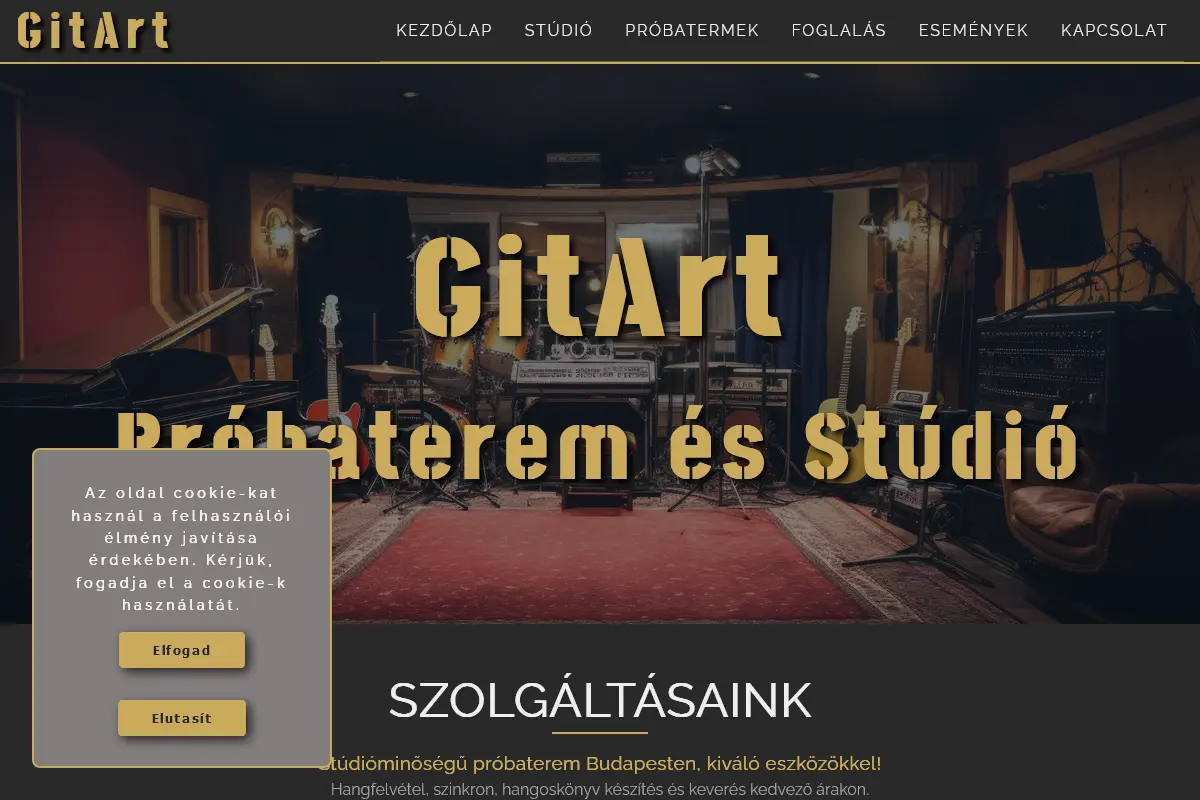 GitArt
KEZDŐLAP STÚDIÓ PRÓBATERMEK FOGLALÁS ESEMÉNYEK KAPCSOLAT
GitArt
Próbaterem és Stúdió
Az oldal cookie-kat
használ a felhasználói
élmény javítása
érdekében. Kérjük,
fogadja el a cookie-k
használatát.
Elfogad
Elutasít
SZOLGÁLTÁSAINK
Stúdióminőségű próbaterem Budapesten, kiváló eszközökkel!
Hangfelvétel, szinkron, hangoskönyv készítés és keverés kedvező árakon.